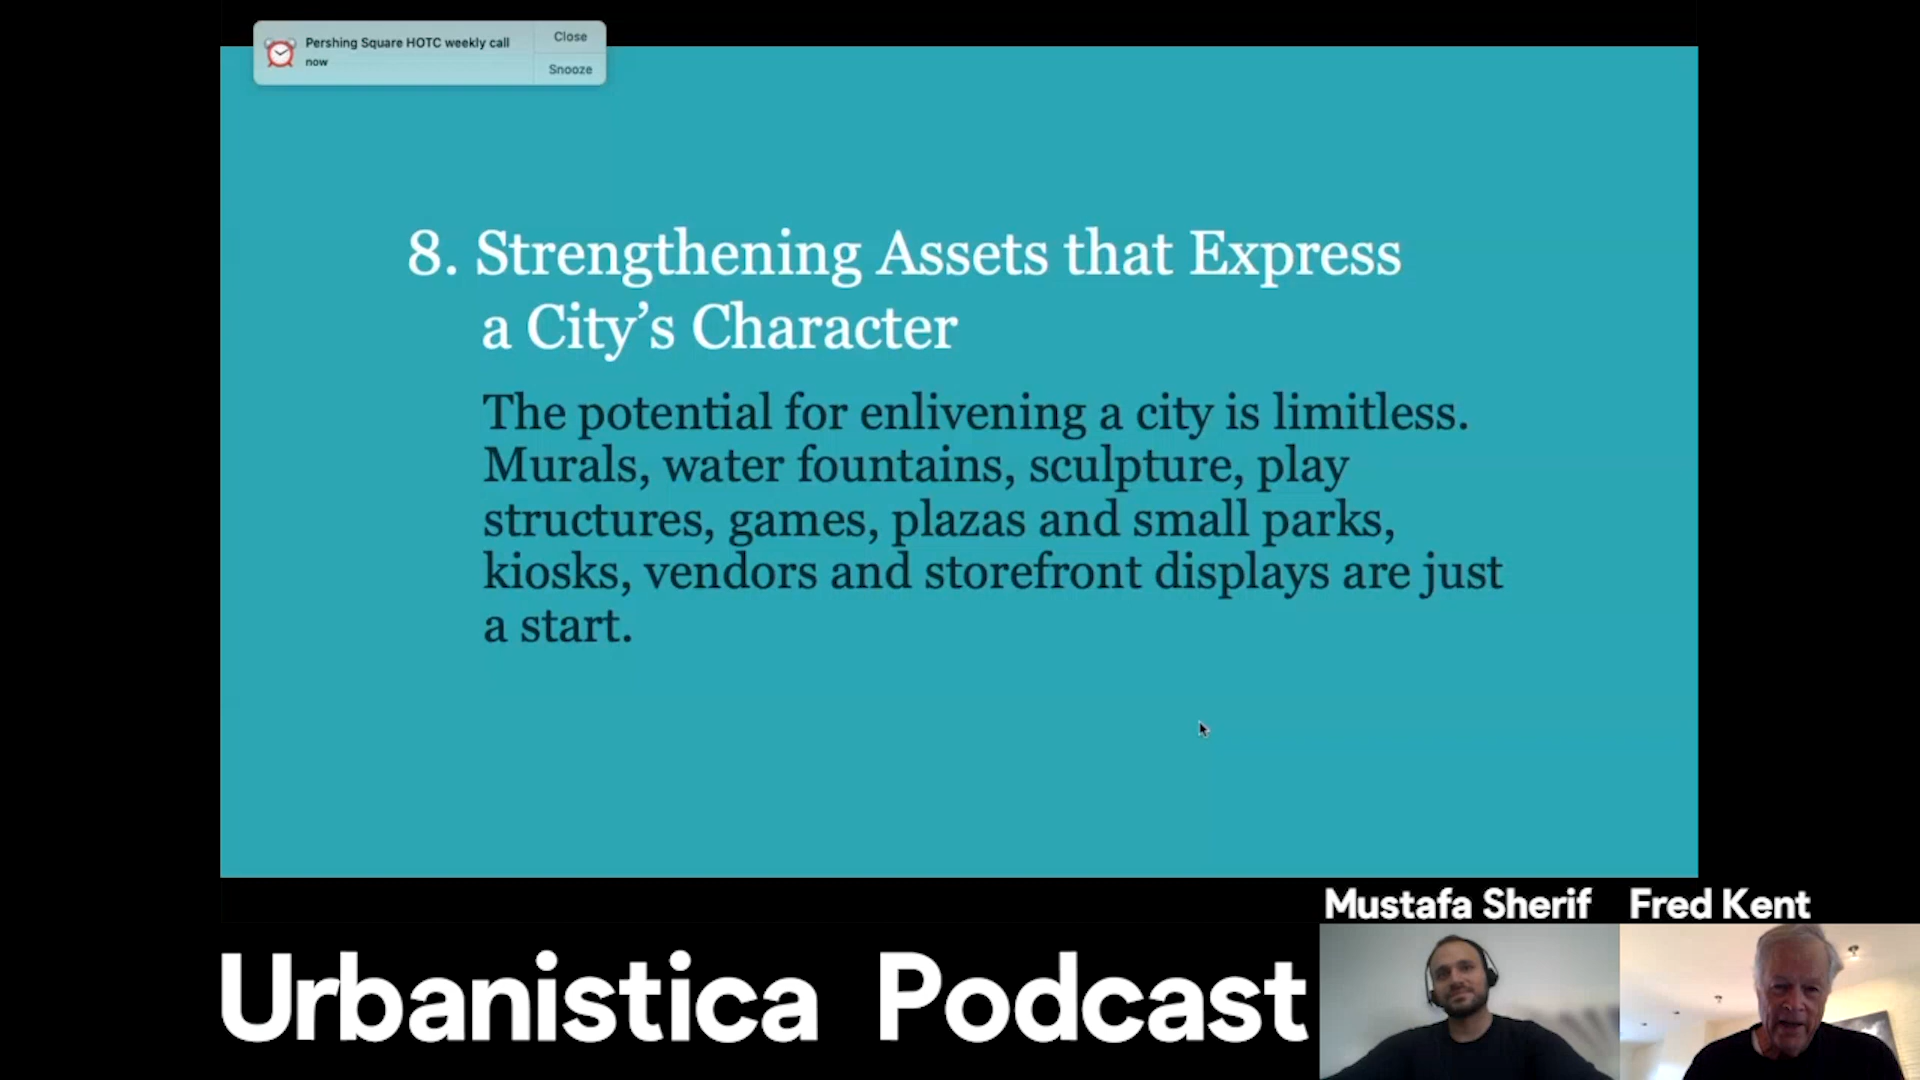 Pershing Square HOTC weekly call
now
Close
Snooze
8. Strengthening Assets that Express
a City’s Character
The potential for enlivening a city is limitless.
Murals, water fountains, sculpture, play
structures, games, plazas and small parks,
kiosks, vendors and storefront displays are just
a start.
Mustafa Sherif
Fred Kent
Urbanistica Podcast